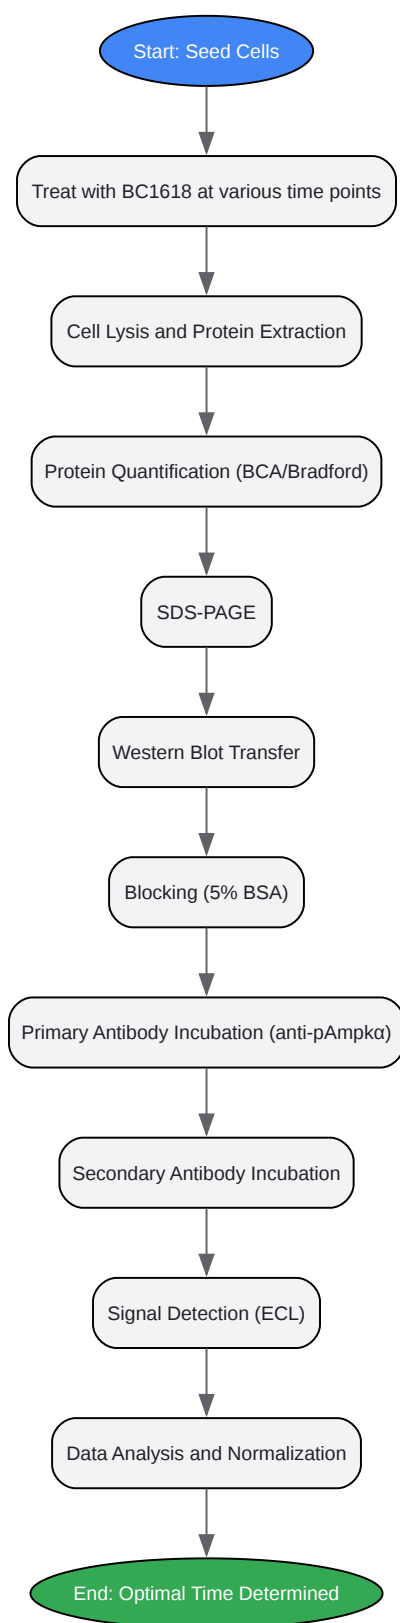 Start: Seed Cells
Treat with BC1618 at various time points
Cell Lysis and Protein Extraction
Protein Quantification (BCA/Bradford)
SDS-PAGE
Western Blot Transfer
Blocking (5% BSA)
Primary Antibody Incubation (anti-pAmpkα)
Secondary Antibody Incubation
Signal Detection (ECL)
Data Analysis and Normalization
End: Optimal Time Determined